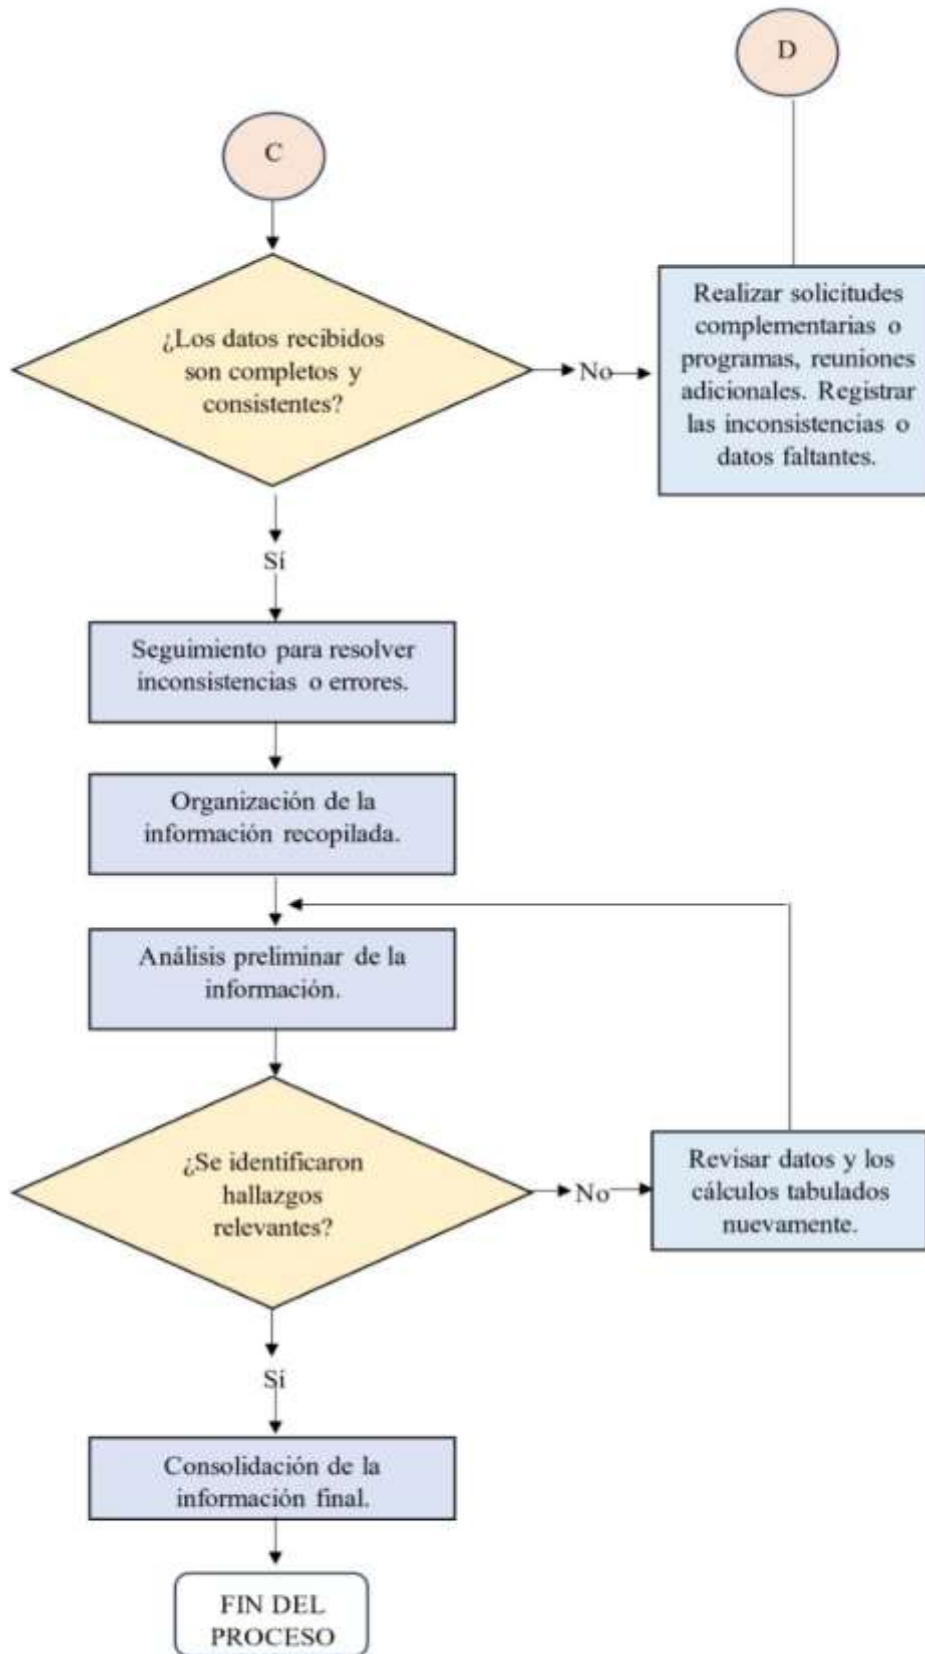 D
C
¿Los datos recibidos
son completos y
consistentes?
No
Realizar solicitudes
complementarias o
programas, reuniones
adicionales. Registrar
las inconsistencias o
datos faltantes.
Sí
Seguimiento para resolver
inconsistencias o errores.
Organización de la
información recopilada.
Análisis preliminar de la
información.
¿Se identificaron
hallazgos
relevantes?
No
Revisar datos y los
cálculos tabulados
nuevamente.
Sí
Consolidación de la
información final.
FIN DEL
PROCESO